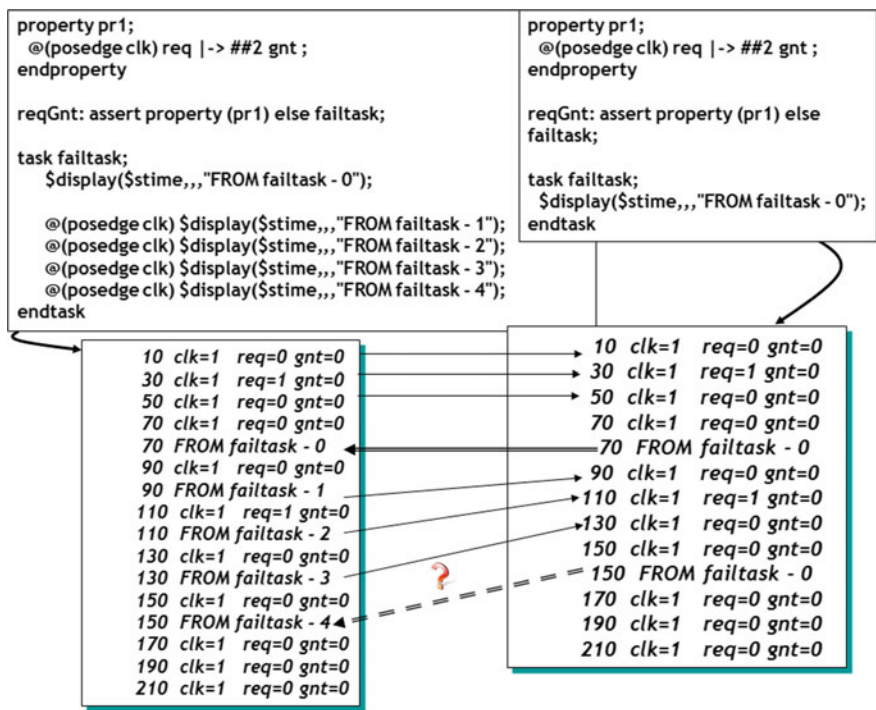 property pr1;
@(posedge clk) req |-> ##2 gnt ;
endproperty
reqGnt: assert property (pr1) else failtask;
task failtask;
$display($stime,,,"FROM failtask - 0");
@(posedge clk) $display($stime,,,"FROM failtask - 1");
@(posedge clk) $display($stime,,,"FROM failtask - 2");
@(posedge clk) $display($stime,,,"FROM failtask - 3");
@(posedge clk) $display($stime,,,"FROM failtask - 4");
endtask
property pr1;
@(posedge clk) req |-> ##2 gnt ;
endproperty
reqGnt: assert property (pr1) else
failtask;
task failtask;
$display($stime,,,"FROM failtask - 0");
endtask
10 clk=1 req=0 gnt=0
30 clk=1 req=1 gnt=0
50 clk=1 req=0 gnt=0
70 clk=1 req=0 gnt=0
70 FROM failtask - 0
90 clk=1 req=0 gnt=0
90 FROM failtask - 1
110 clk=1 req=1 gnt=0
110 FROM failtask - 2
130 clk=1 req=0 gnt=0
130 FROM failtask - 3
150 clk=1 req=0 gnt=0
150 FROM failtask - 4
170 clk=1 req=0 gnt=0
190 clk=1 req=0 gnt=0
210 clk=1 req=0 gnt=0
?
10 clk=1 req=0 gnt=0
30 clk=1 req=1 gnt=0
50 clk=1 req=0 gnt=0
70 clk=1 req=0 gnt=0
70 FROM failtask - 0
90 clk=1 req=0 gnt=0
110 clk=1 req=1 gnt=0
130 clk=1 req=0 gnt=0
150 clk=1 req=0 gnt=0
150 FROM failtask - 0
170 clk=1 req=0 gnt=0
190 clk=1 req=0 gnt=0
210 clk=1 req=0 gnt=0